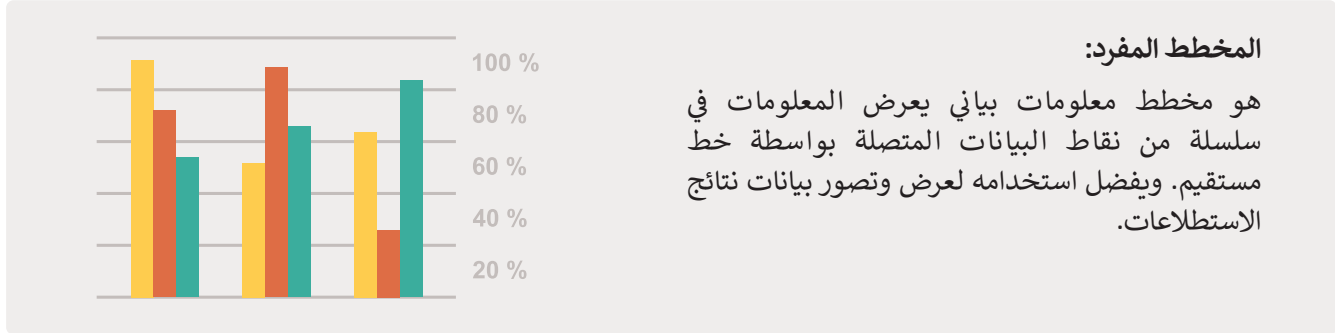 المخطط المفرد:
هو مخطط معلومات بياني يعرض المعلومات في
سلسلة من نقاط البيانات المتصلة بواسطة خط
مستقيم. ويفضل استخدامه لعرض وتصور بيانات نتائج
الاستطلاعات.
100 %
80 %
60 %
40 %
20 %